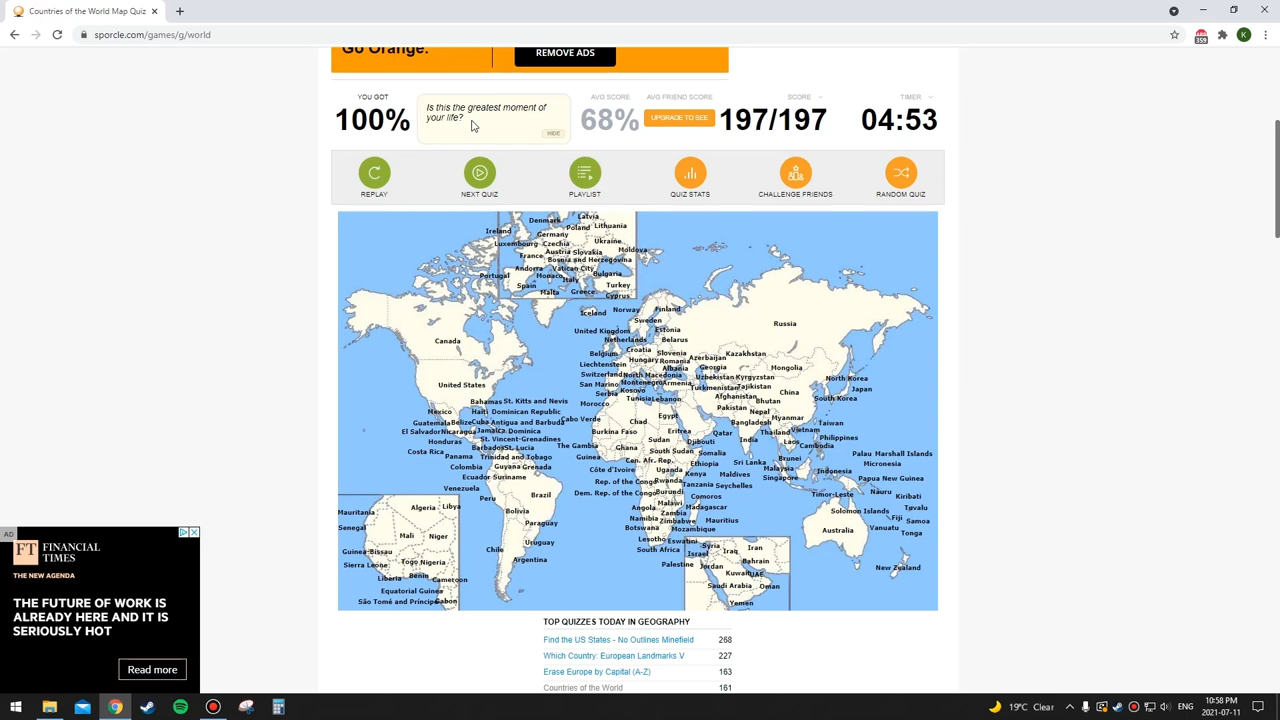 Countries of the World Map Quiz
sporcle.com/games/g/world
359
K
Go Orange.
REMOVE ADS
YOU GOT
100%
Is this the greatest moment of
your life?
HIDE
AVG SCORE
68%
AVG FRIEND SCORE
UPGRADE TO SEE
SCORE
197/197
TIMER
04:53
REPLAY
NEXT QUIZ
PLAYLIST
QUIZ STATS
CHALLENGE FRIENDS
RANDOM QUIZ
Denmark
Latvia
Ireland
Poland
Lithuania
Germany
Luxembourg
Czechia
Ukraine
Austria
Slovakia
Moldova
France
Bosnia and Herzegovina
Andorra
Vatican City
Portugal
Monaco
Italy
Bulgaria
Spain
Malta
Greece
Turkey
Cyprus
Iceland
Norway
Finland
Sweden
Russia
United Kingdom
Estonia
Netherlands
Belarus
Canada
Belgium
Croatia
Slovenia
Kazakhstan
Hungary
Romania
Azerbaijan
Liechtenstein
Albania
Georgia
Mongolia
Switzerland
North Macedonia
Uzbekistan
Kyrgyzstan
North Korea
United States
San Marino
Montenegro
Armenia
Turkmenistan
Tajikistan
Japan
Serbia
Kosovo
Afghanistan
China
South Korea
Bahamas
St. Kitts and Nevis
Morocco
Tunisia
Lebanon
Pakistan
Bhutan
Mexico
Haiti
Dominican Republic
Egypt
Nepal
Guatemala
Belize
Cuba
Antigua and Barbuda
Cabo Verde
Chad
Bangladesh
Myanmar
Taiwan
El Salvador
Nicaragua
Jamaica
Dominica
Burkina Faso
Eritrea
Qatar
Thailand
Vietnam
Honduras
St. Vincent-Grenadines
Sudan
Djibouti
India
Laos
Philippines
Costa Rica
Barbados
St. Lucia
The Gambia
Ghana
South Sudan
Somalia
Cambodia
Panama
Trinidad and Tobago
Guinea
Cen. Afr. Rep.
Ethiopia
Sri Lanka
Brunei
Palau
Marshall Islands
Colombia
Guyana
Grenada
Côte d'Ivoire
Uganda
Kenya
Maldives
Malaysia
Indonesia
Micronesia
Ecuador
Suriname
Rep. of the Congo
Rwanda
Tanzania
Seychelles
Singapore
Papua New Guinea
Venezuela
Brazil
Dem. Rep. of the Congo
Burundi
Comoros
Timor-Leste
Nauru
Kiribati
Peru
Malawi
Madagascar
Mauritania
Algeria
Libya
Bolivia
Angola
Zambia
Solomon Islands
Tuvalu
Namibia
Zimbabwe
Mauritius
Fiji
Samoa
Senegal
Paraguay
Botswana
Mozambique
Australia
Vanuatu
Tonga
Mali
Niger
Uruguay
Lesotho
Eswatini
Guinea-Bissau
Chile
South Africa
Syria
Iraq
Iran
Sierra Leone
Togo
Nigeria
Argentina
Palestine
Israel
Jordan
Bahrain
New Zealand
Liberia
Benin
Cameroon
Kuwait
UAE
Equatorial Guinea
Saudi Arabia
Oman
São Tomé and Príncipe
Gabon
Yemen
AD
FT
FINANCIAL
TIMES
THE NEW AGENDA
THE FUTURE OF WORK IS
ALREADY HERE AND IT IS
SERIOUSLY HOT
Read more
TOP QUIZZES TODAY IN GEOGRAPHY
Find the US States - No Outlines Minefield 268
Which Country: European Landmarks V 227
Erase Europe by Capital (A-Z) 163
Countries of the World 161
19°C Clear
ENG
10:58 PM
2021-07-11